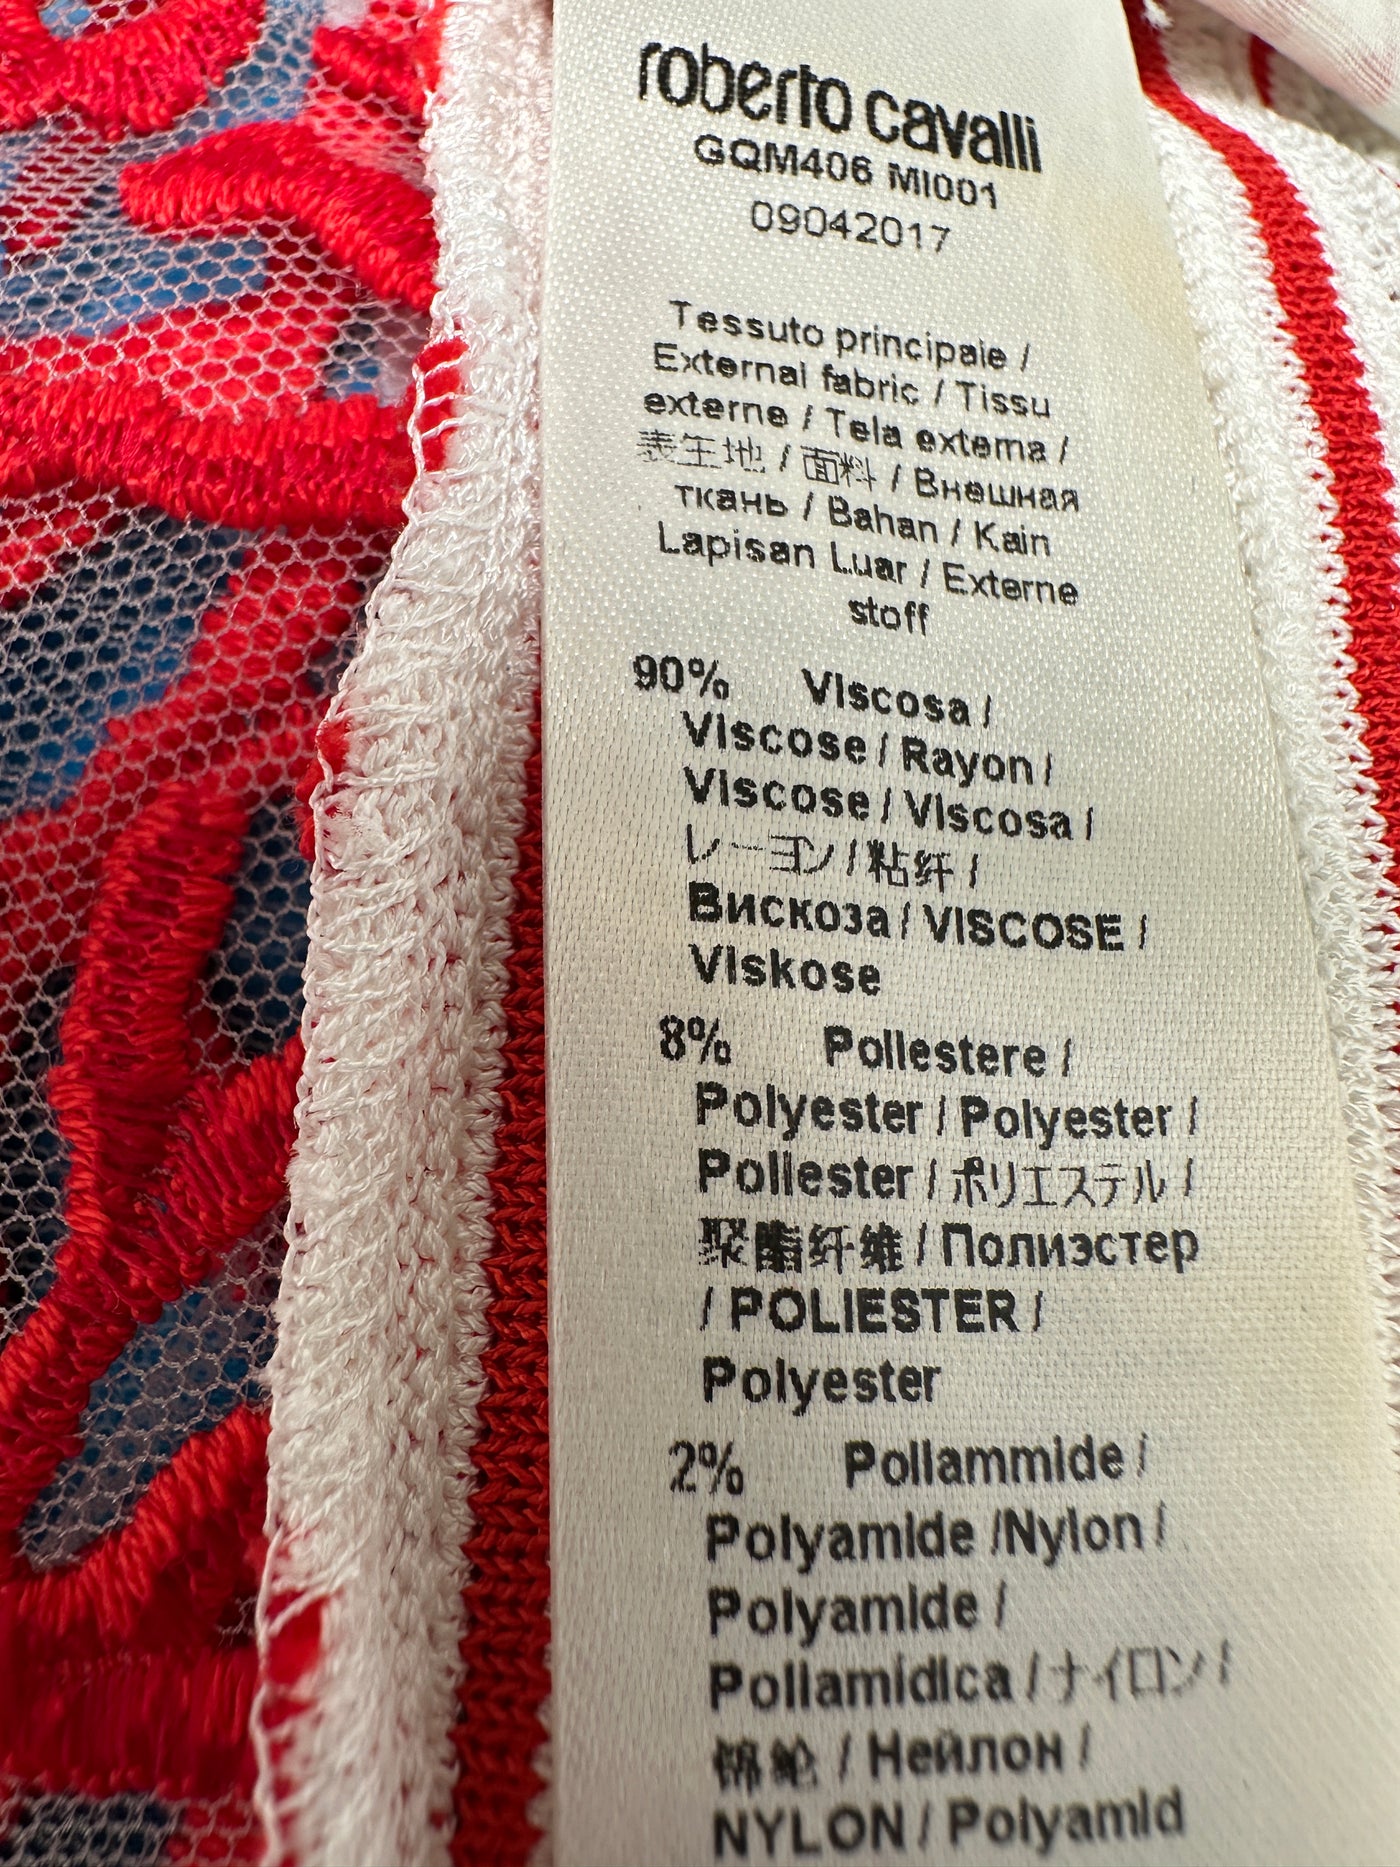 roberto cavalli
GQM406 MI001
09042017
Tessuto principale /
External fabric / Tissu
externe / Tela externa /
表生地 / 面料 / Внешная
ткань / Bahan / Kain
Lapisan Luar / Externe
stoff
90% Viscosa /
Viscose / Rayon /
Viscose / Viscosa /
レーヨン / 粘纤 /
Вискоза / VISCOSE /
Viskose
8% Poliestere /
Polyester / Polyester /
Poliester / ポリエステル /
聚酯纤维 / Полиэстер
/ POLIESTER /
Polyester
2% Poliammide /
Polyamide /Nylon /
Polyamide /
Poliamidica / ナイロン /
锦纶 / Нейлон /
NYLON / Polyamid